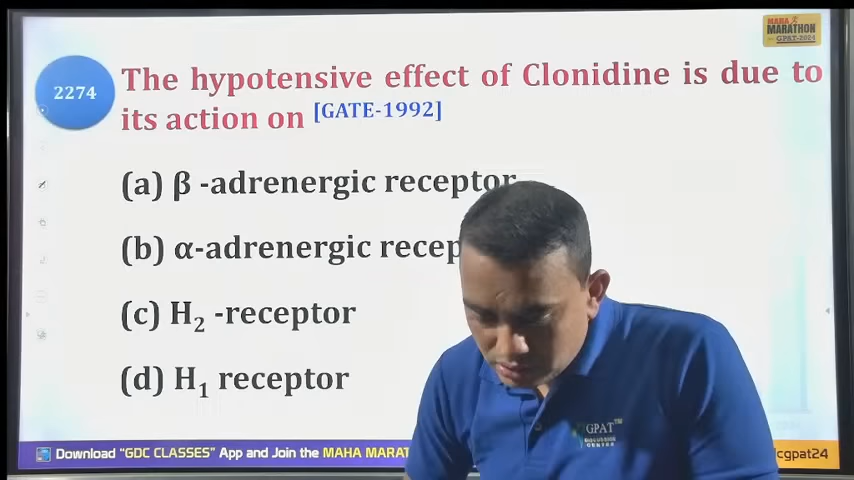 MAHA
MARATHON
GPAT-2024
2274
The hypotensive effect of Clonidine is due to
its action on [GATE-1992]
(a) β -adrenergic receptor
(b) α-adrenergic recep
(c) H₂ -receptor
(d) H₁ receptor
GPAT™
DISCUSSION
CENTER
Download "GDC CLASSES" App and Join the MAHA MARAT
cgpat24